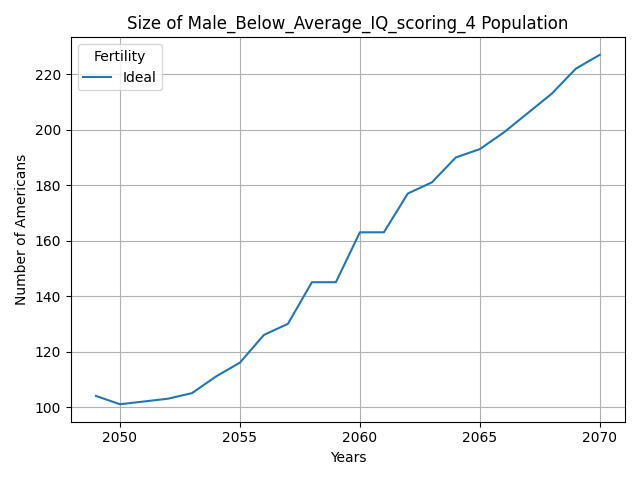 Size of Male_Below_Average_IQ_scoring_4 Population
Fertility
Ideal
Number of Americans
220
200
180
160
140
120
100
2050
2055
2060
2065
2070
Years